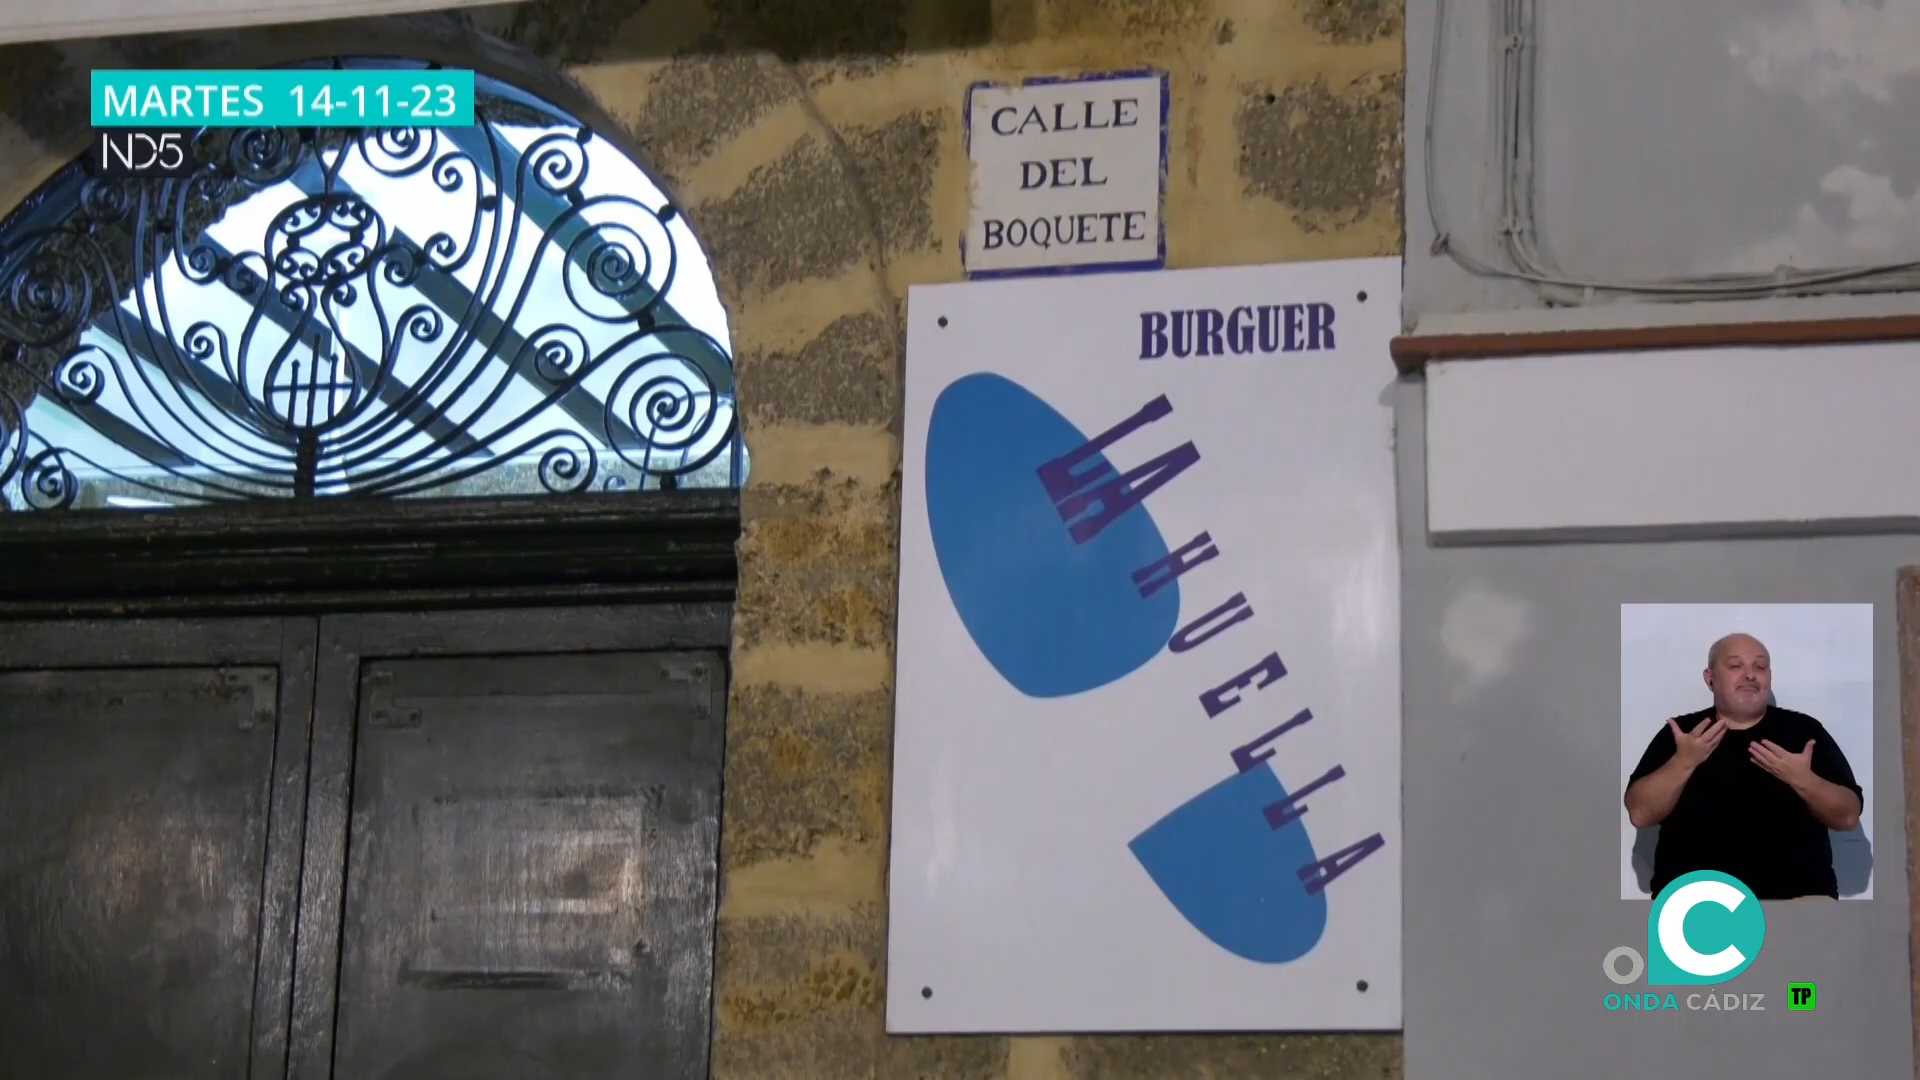 MARTES 14-11-23
ND5
CALLE
DEL
BOQUETE
BURGUER
LA HUELLA
ONDA CÁDIZ
TP